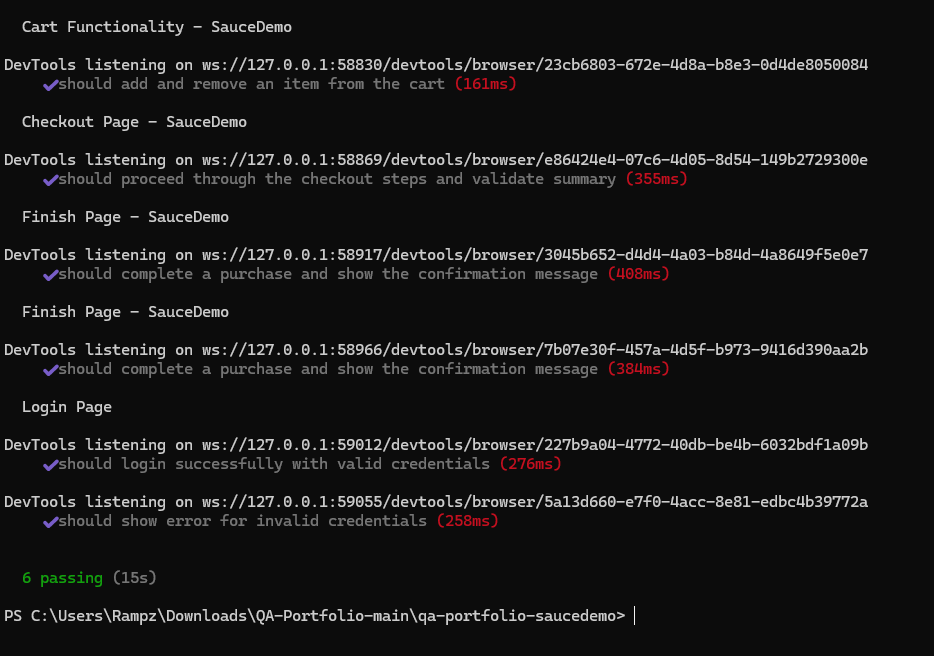 Cart Functionality – SauceDemo
DevTools listening on ws://127.0.0.1:58830/devtools/browser/23cb6803-672e-4d8a-b8e3-0d4de8050084
✔should add and remove an item from the cart (161ms)
Checkout Page – SauceDemo
DevTools listening on ws://127.0.0.1:58869/devtools/browser/e86424e4-07c6-4d05-8d54-149b2729300e
✔should proceed through the checkout steps and validate summary (355ms)
Finish Page – SauceDemo
DevTools listening on ws://127.0.0.1:58917/devtools/browser/3045b652-d4d4-4a03-b84d-4a8649f5e0e7
✔should complete a purchase and show the confirmation message (408ms)
Finish Page – SauceDemo
DevTools listening on ws://127.0.0.1:58966/devtools/browser/7b07e30f-457a-4d5f-b973-9416d390aa2b
✔should complete a purchase and show the confirmation message (384ms)
Login Page
DevTools listening on ws://127.0.0.1:59012/devtools/browser/227b9a04-4772-40db-be4b-6032bdf1a09b
✔should login successfully with valid credentials (276ms)
DevTools listening on ws://127.0.0.1:59055/devtools/browser/5a13d660-e7f0-4acc-8e81-edbc4b39772a
✔should show error for invalid credentials (258ms)
6 passing (15s)
PS C:\Users\Rampz\Downloads\QA-Portfolio-main\qa-portfolio-saucedemo>